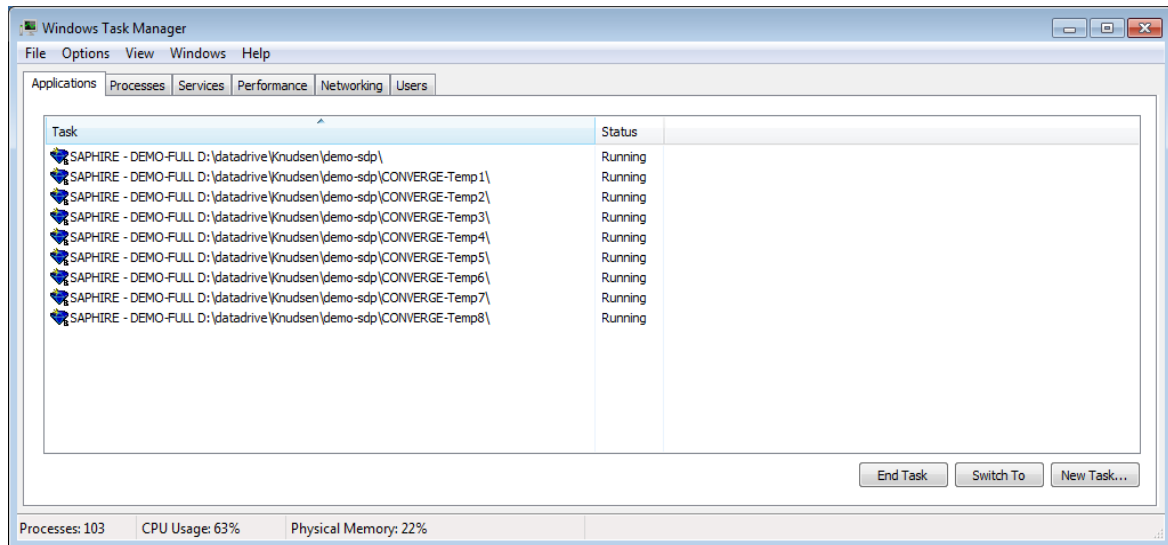 Windows Task Manager
File Options View Windows Help
Applications Processes Services Performance Networking Users
Task Status
SAPHIRE - DEMO-FULL D:\datadrive\Knudsen\demo-sdp\ Running
SAPHIRE - DEMO-FULL D:\datadrive\Knudsen\demo-sdp\CONVERGE-Temp1\ Running
SAPHIRE - DEMO-FULL D:\datadrive\Knudsen\demo-sdp\CONVERGE-Temp2\ Running
SAPHIRE - DEMO-FULL D:\datadrive\Knudsen\demo-sdp\CONVERGE-Temp3\ Running
SAPHIRE - DEMO-FULL D:\datadrive\Knudsen\demo-sdp\CONVERGE-Temp4\ Running
SAPHIRE - DEMO-FULL D:\datadrive\Knudsen\demo-sdp\CONVERGE-Temp5\ Running
SAPHIRE - DEMO-FULL D:\datadrive\Knudsen\demo-sdp\CONVERGE-Temp6\ Running
SAPHIRE - DEMO-FULL D:\datadrive\Knudsen\demo-sdp\CONVERGE-Temp7\ Running
SAPHIRE - DEMO-FULL D:\datadrive\Knudsen\demo-sdp\CONVERGE-Temp8\ Running
End Task Switch To New Task...
Processes: 103 CPU Usage: 63% Physical Memory: 22%